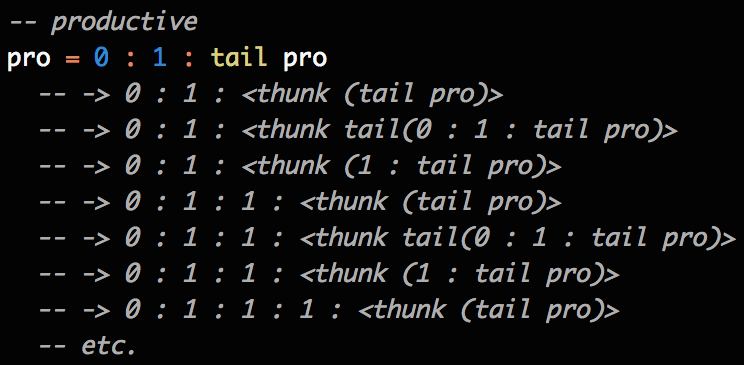 -- productive
pro = 0 : 1 : tail pro
-- -> 0 : 1 : <thunk (tail pro)>
-- -> 0 : 1 : <thunk tail(0 : 1 : tail pro)>
-- -> 0 : 1 : <thunk (1 : tail pro)>
-- -> 0 : 1 : 1 : <thunk (tail pro)>
-- -> 0 : 1 : 1 : <thunk tail(0 : 1 : tail pro)>
-- -> 0 : 1 : 1 : <thunk (1 : tail pro)>
-- -> 0 : 1 : 1 : 1 : <thunk (tail pro)>
-- etc.